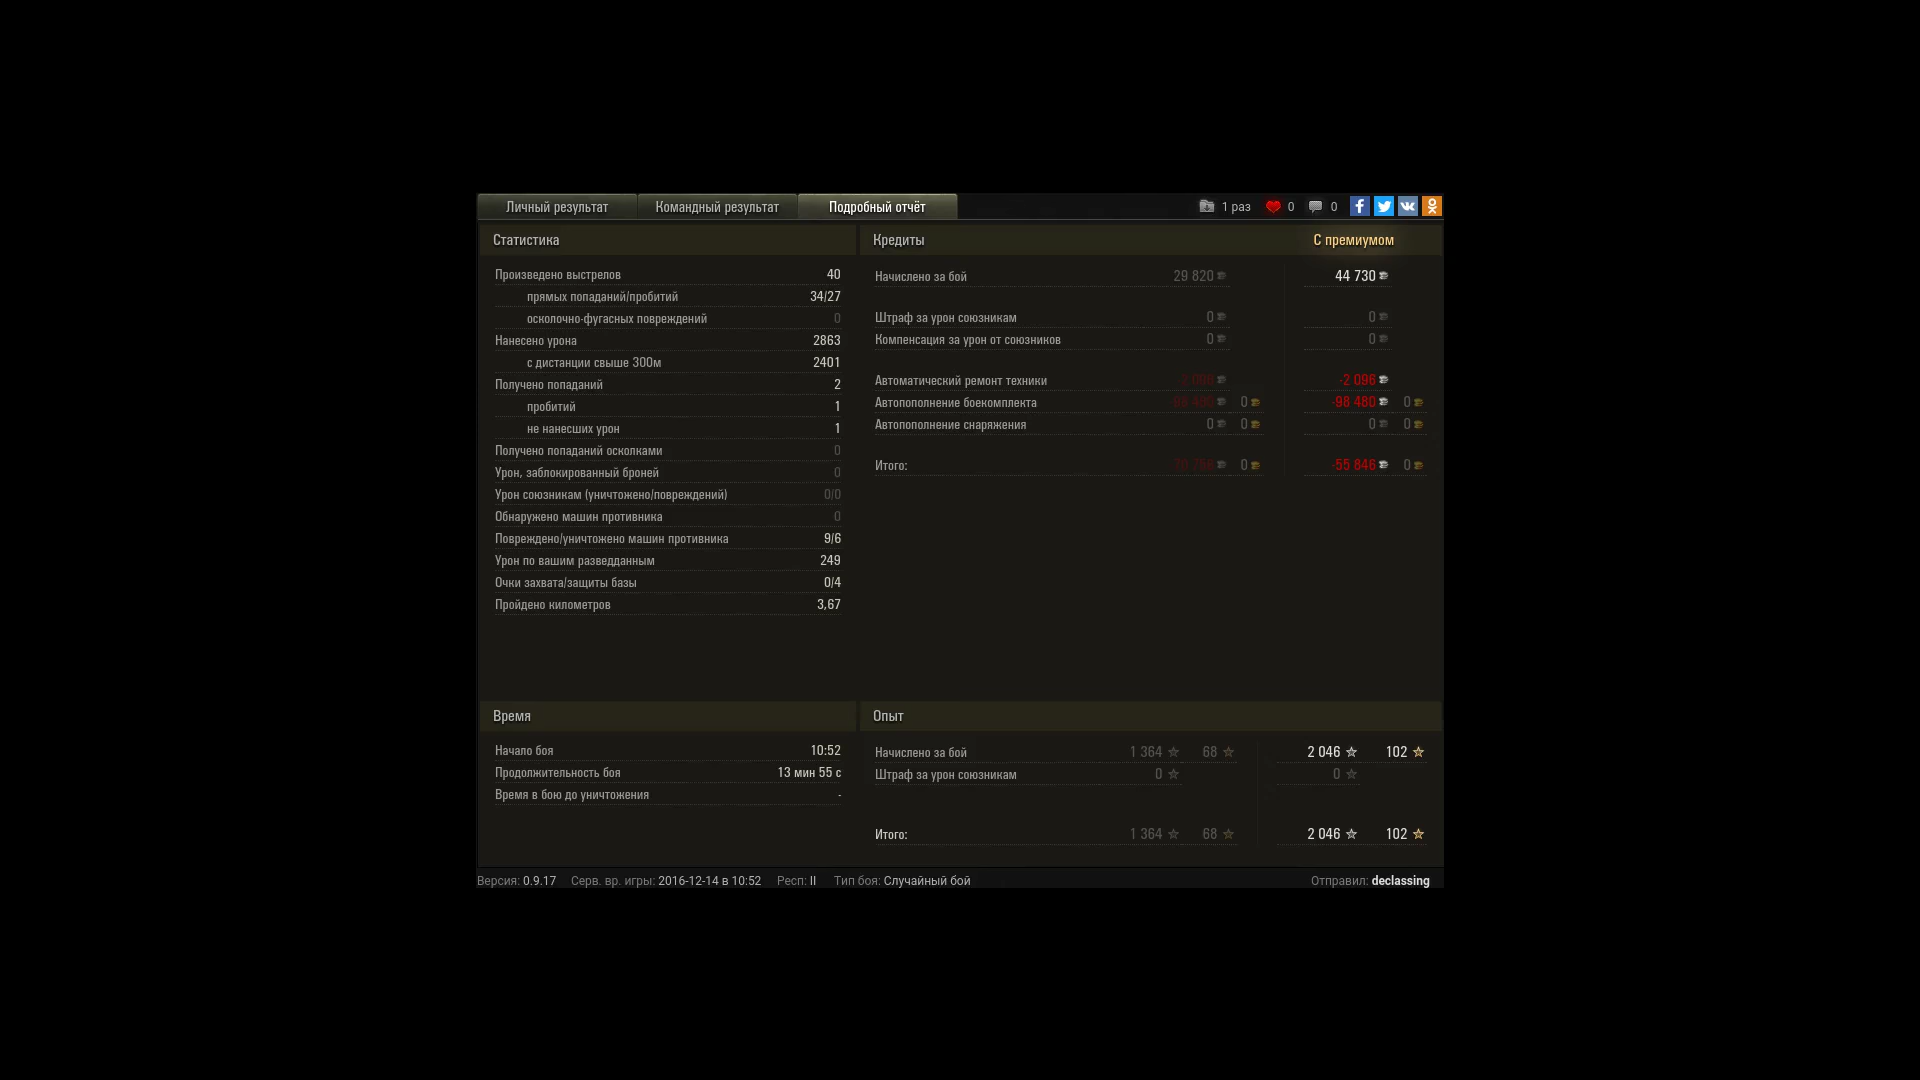 Личный результат Командный результат Подробный отчёт 1 раз 0 0
Статистика
Произведено выстрелов 40
прямых попаданий/пробитий 34/27
осколочно-фугасных повреждений 0
Нанесено урона 2863
с дистанции свыше 300м 2401
Получено попаданий 2
пробитий 1
не нанесших урон 1
Получено попаданий осколками 0
Урон, заблокированный броней 0
Урон союзникам (уничтожено/повреждений) 0/0
Обнаружено машин противника 0
Повреждено/уничтожено машин противника 9/6
Урон по вашим разведданным 249
Очки захвата/защиты базы 0/4
Пройдено километров 3,67
Кредиты С премиумом
Начислено за бой 29 820 44 730
Штраф за урон союзникам 0 0
Компенсация за урон от союзников 0 0
Автоматический ремонт техники -2 096
Автопополнение боекомплекта -98 480 0 -98 480 0
Автопополнение снаряжения 0 0 0 0
Итого: 0 -55 846 0
Время
Начало боя 10:52
Продолжительность боя 13 мин 55 с
Время в бою до уничтожения -
Опыт
Начислено за бой 1 364 68 2 046 102
Штраф за урон союзникам 0 0
Итого: 1 364 68 2 046 102
Версия: 0.9.17 Серв. вр. игры: 2016-12-14 в 10:52 Респ: II Тип боя: Случайный бой Отправил: declassing